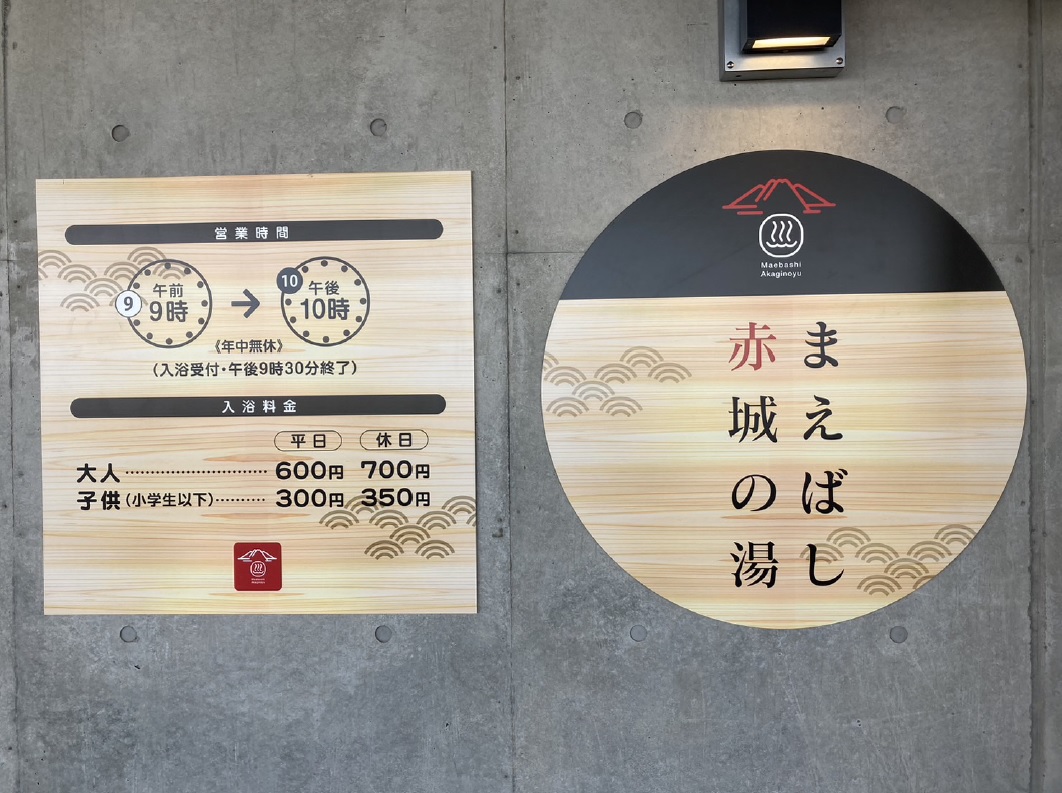 営業時間
9 午前 10 午後
9時 → 10時
《年中無休》
(入浴受付・午後9時30分終了)
入浴料金
平日 休日
大人 600円 700円
子供(小学生以下) 300円 350円
Maebashi
Akaginoyu
まえばし
赤城の湯